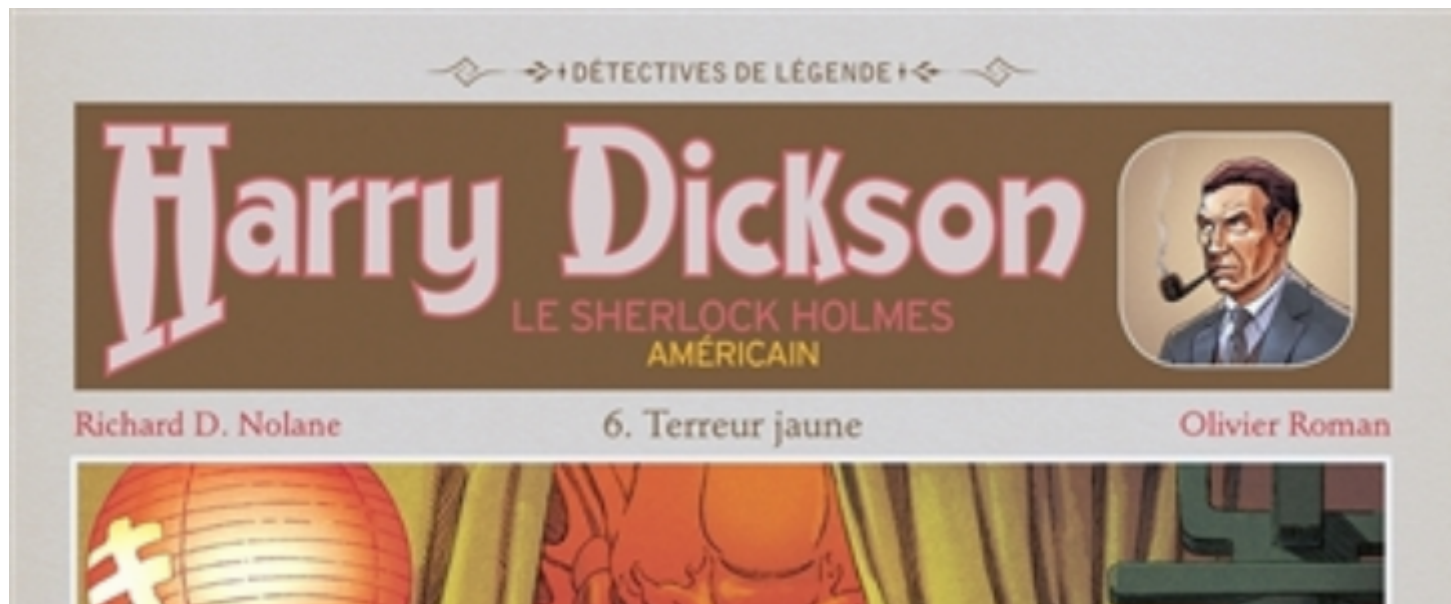 DÉTECTIVES DE LÉGENDE
Harry Dickson
LE SHERLOCK HOLMES
AMÉRICAIN
Richard D. Nolane 6. Terreur jaune Olivier Roman